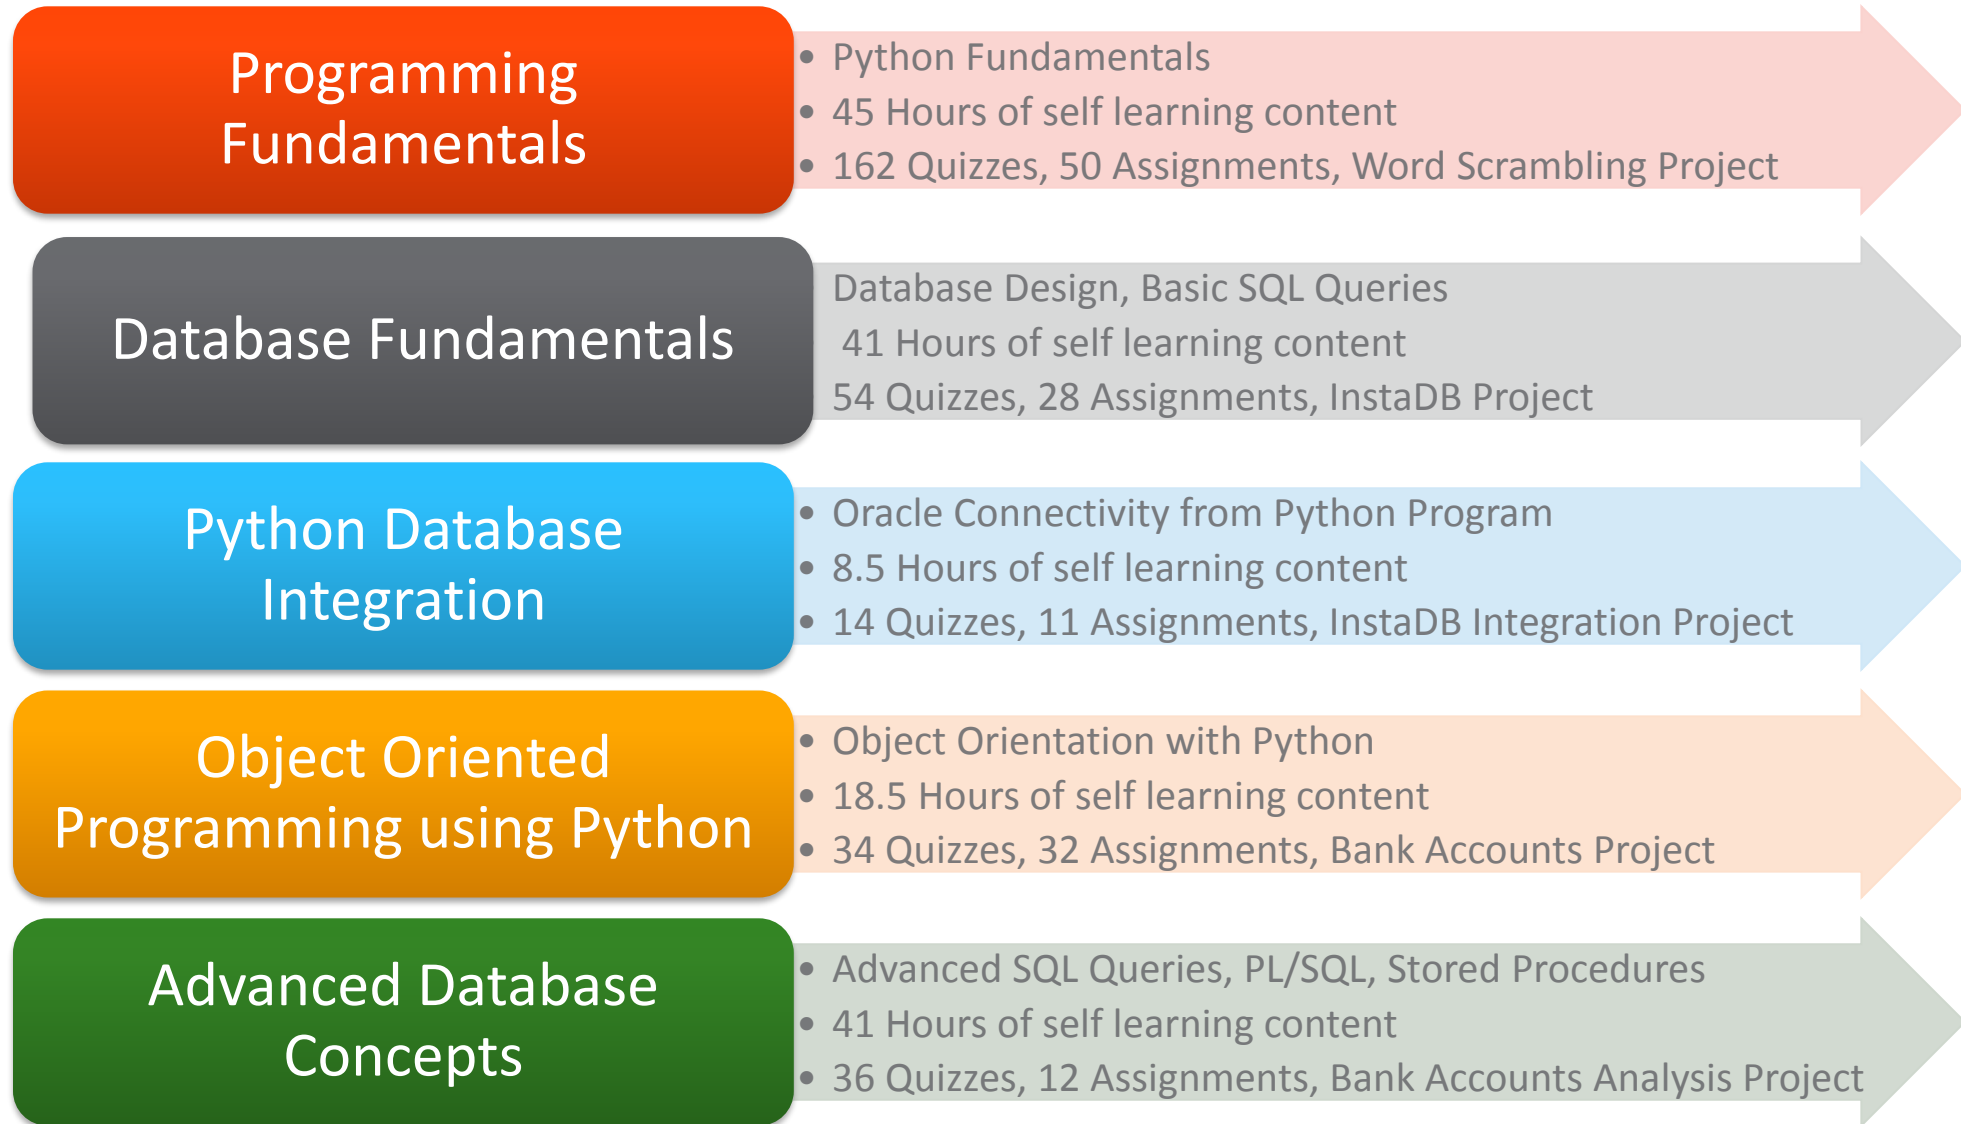 Programming
Fundamentals
• Python Fundamentals
• 45 Hours of self learning content
• 162 Quizzes, 50 Assignments, Word Scrambling Project
Database Fundamentals
Database Design, Basic SQL Queries
41 Hours of self learning content
54 Quizzes, 28 Assignments, InstaDB Project
Python Database
Integration
• Oracle Connectivity from Python Program
• 8.5 Hours of self learning content
• 14 Quizzes, 11 Assignments, InstaDB Integration Project
Object Oriented
Programming using Python
• Object Orientation with Python
• 18.5 Hours of self learning content
• 34 Quizzes, 32 Assignments, Bank Accounts Project
Advanced Database
Concepts
• Advanced SQL Queries, PL/SQL, Stored Procedures
• 41 Hours of self learning content
• 36 Quizzes, 12 Assignments, Bank Accounts Analysis Project